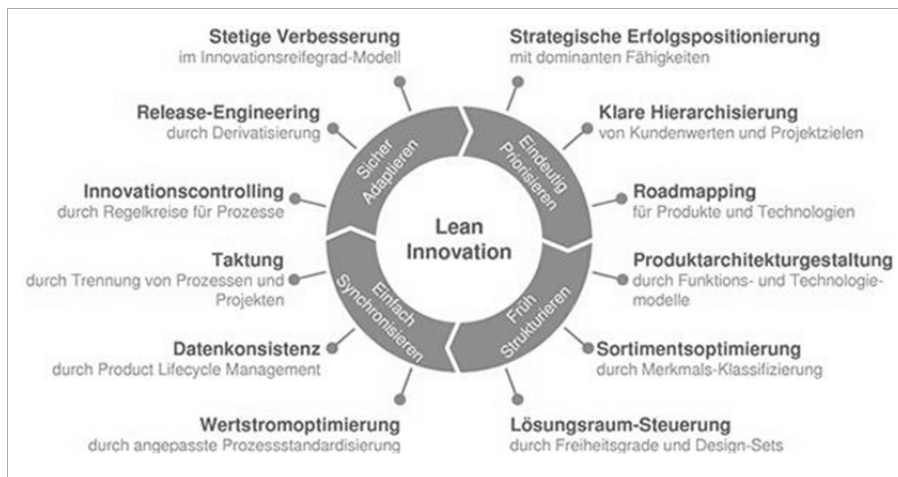 Stetige Verbesserung
im Innovationsreifegrad-Modell
Strategische Erfolgspositionierung
mit dominanten Fähigkeiten
Release-Engineering
durch Derivatisierung
Klare Hierarchisierung
von Kundenwerten und Projektzielen
Innovationscontrolling
durch Regelkreise für Prozesse
Roadmapping
für Produkte und Technologien
Taktung
durch Trennung von Prozessen und
Projekten
Produktarchitekturgestaltung
durch Funktions- und Technologie-
modelle
Datenkonsistenz
durch Product Lifecycle Management
Sortimentsoptimierung
durch Merkmals-Klassifizierung
Wertstromoptimierung
durch angepasste Prozessstandardisierung
Lösungsraum-Steuerung
durch Freiheitsgrade und Design-Sets
Sicher
Adaptieren
Eindeutig
Priorisieren
Lean
Innovation
Einfach
Synchronisieren
Früh
Strukturieren